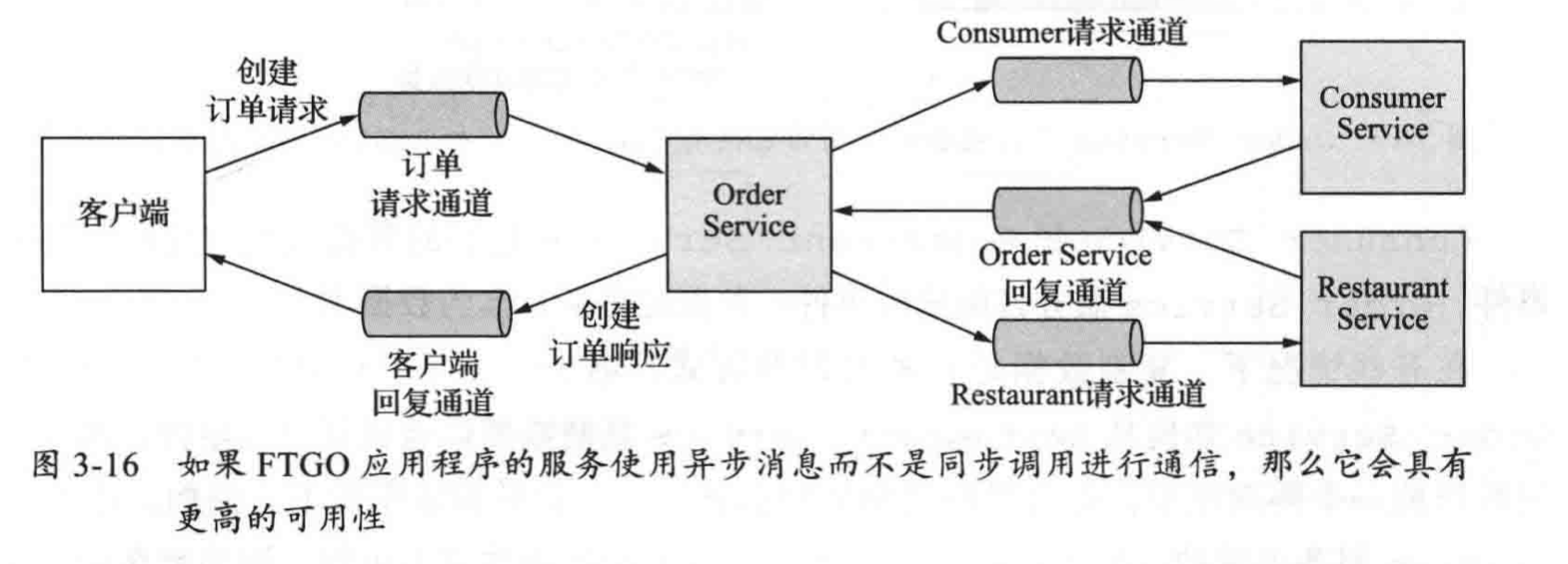 Consumer请求通道
创建
订单请求
Consumer
Service
订单
请求通道
客户端
Order
Service
Order Service
回复通道
Restaurant
Service
创建
订单响应
客户端
回复通道
Restaurant请求通道
图 3-16 如果 FTGO 应用程序的服务使用异步消息而不是同步调用进行通信，那么它会具有
更高的可用性